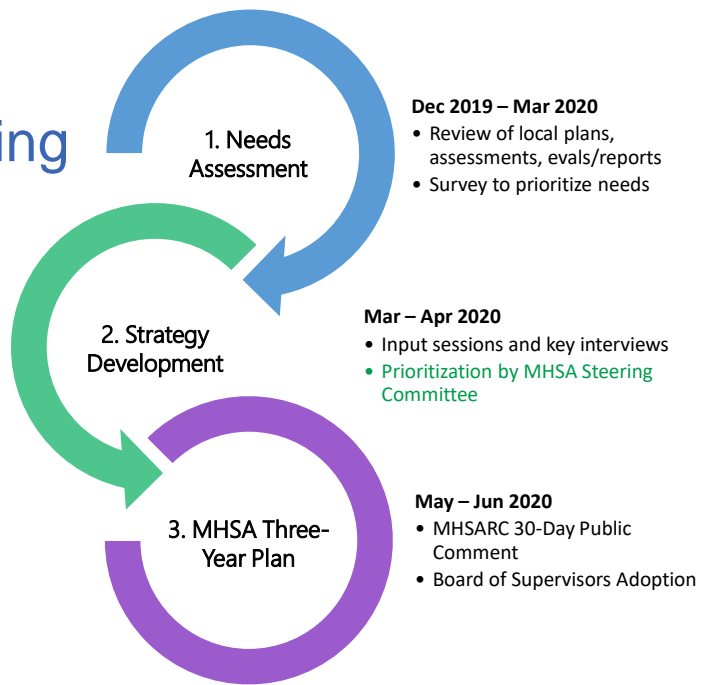 ing
1. Needs
Assessment
Dec 2019 – Mar 2020
• Review of local plans,
assessments, evals/reports
• Survey to prioritize needs
2. Strategy
Development
Mar – Apr 2020
• Input sessions and key interviews
• Prioritization by MHSA Steering
Committee
3. MHSA Three-
Year Plan
May – Jun 2020
• MHSARC 30-Day Public
Comment
• Board of Supervisors Adoption